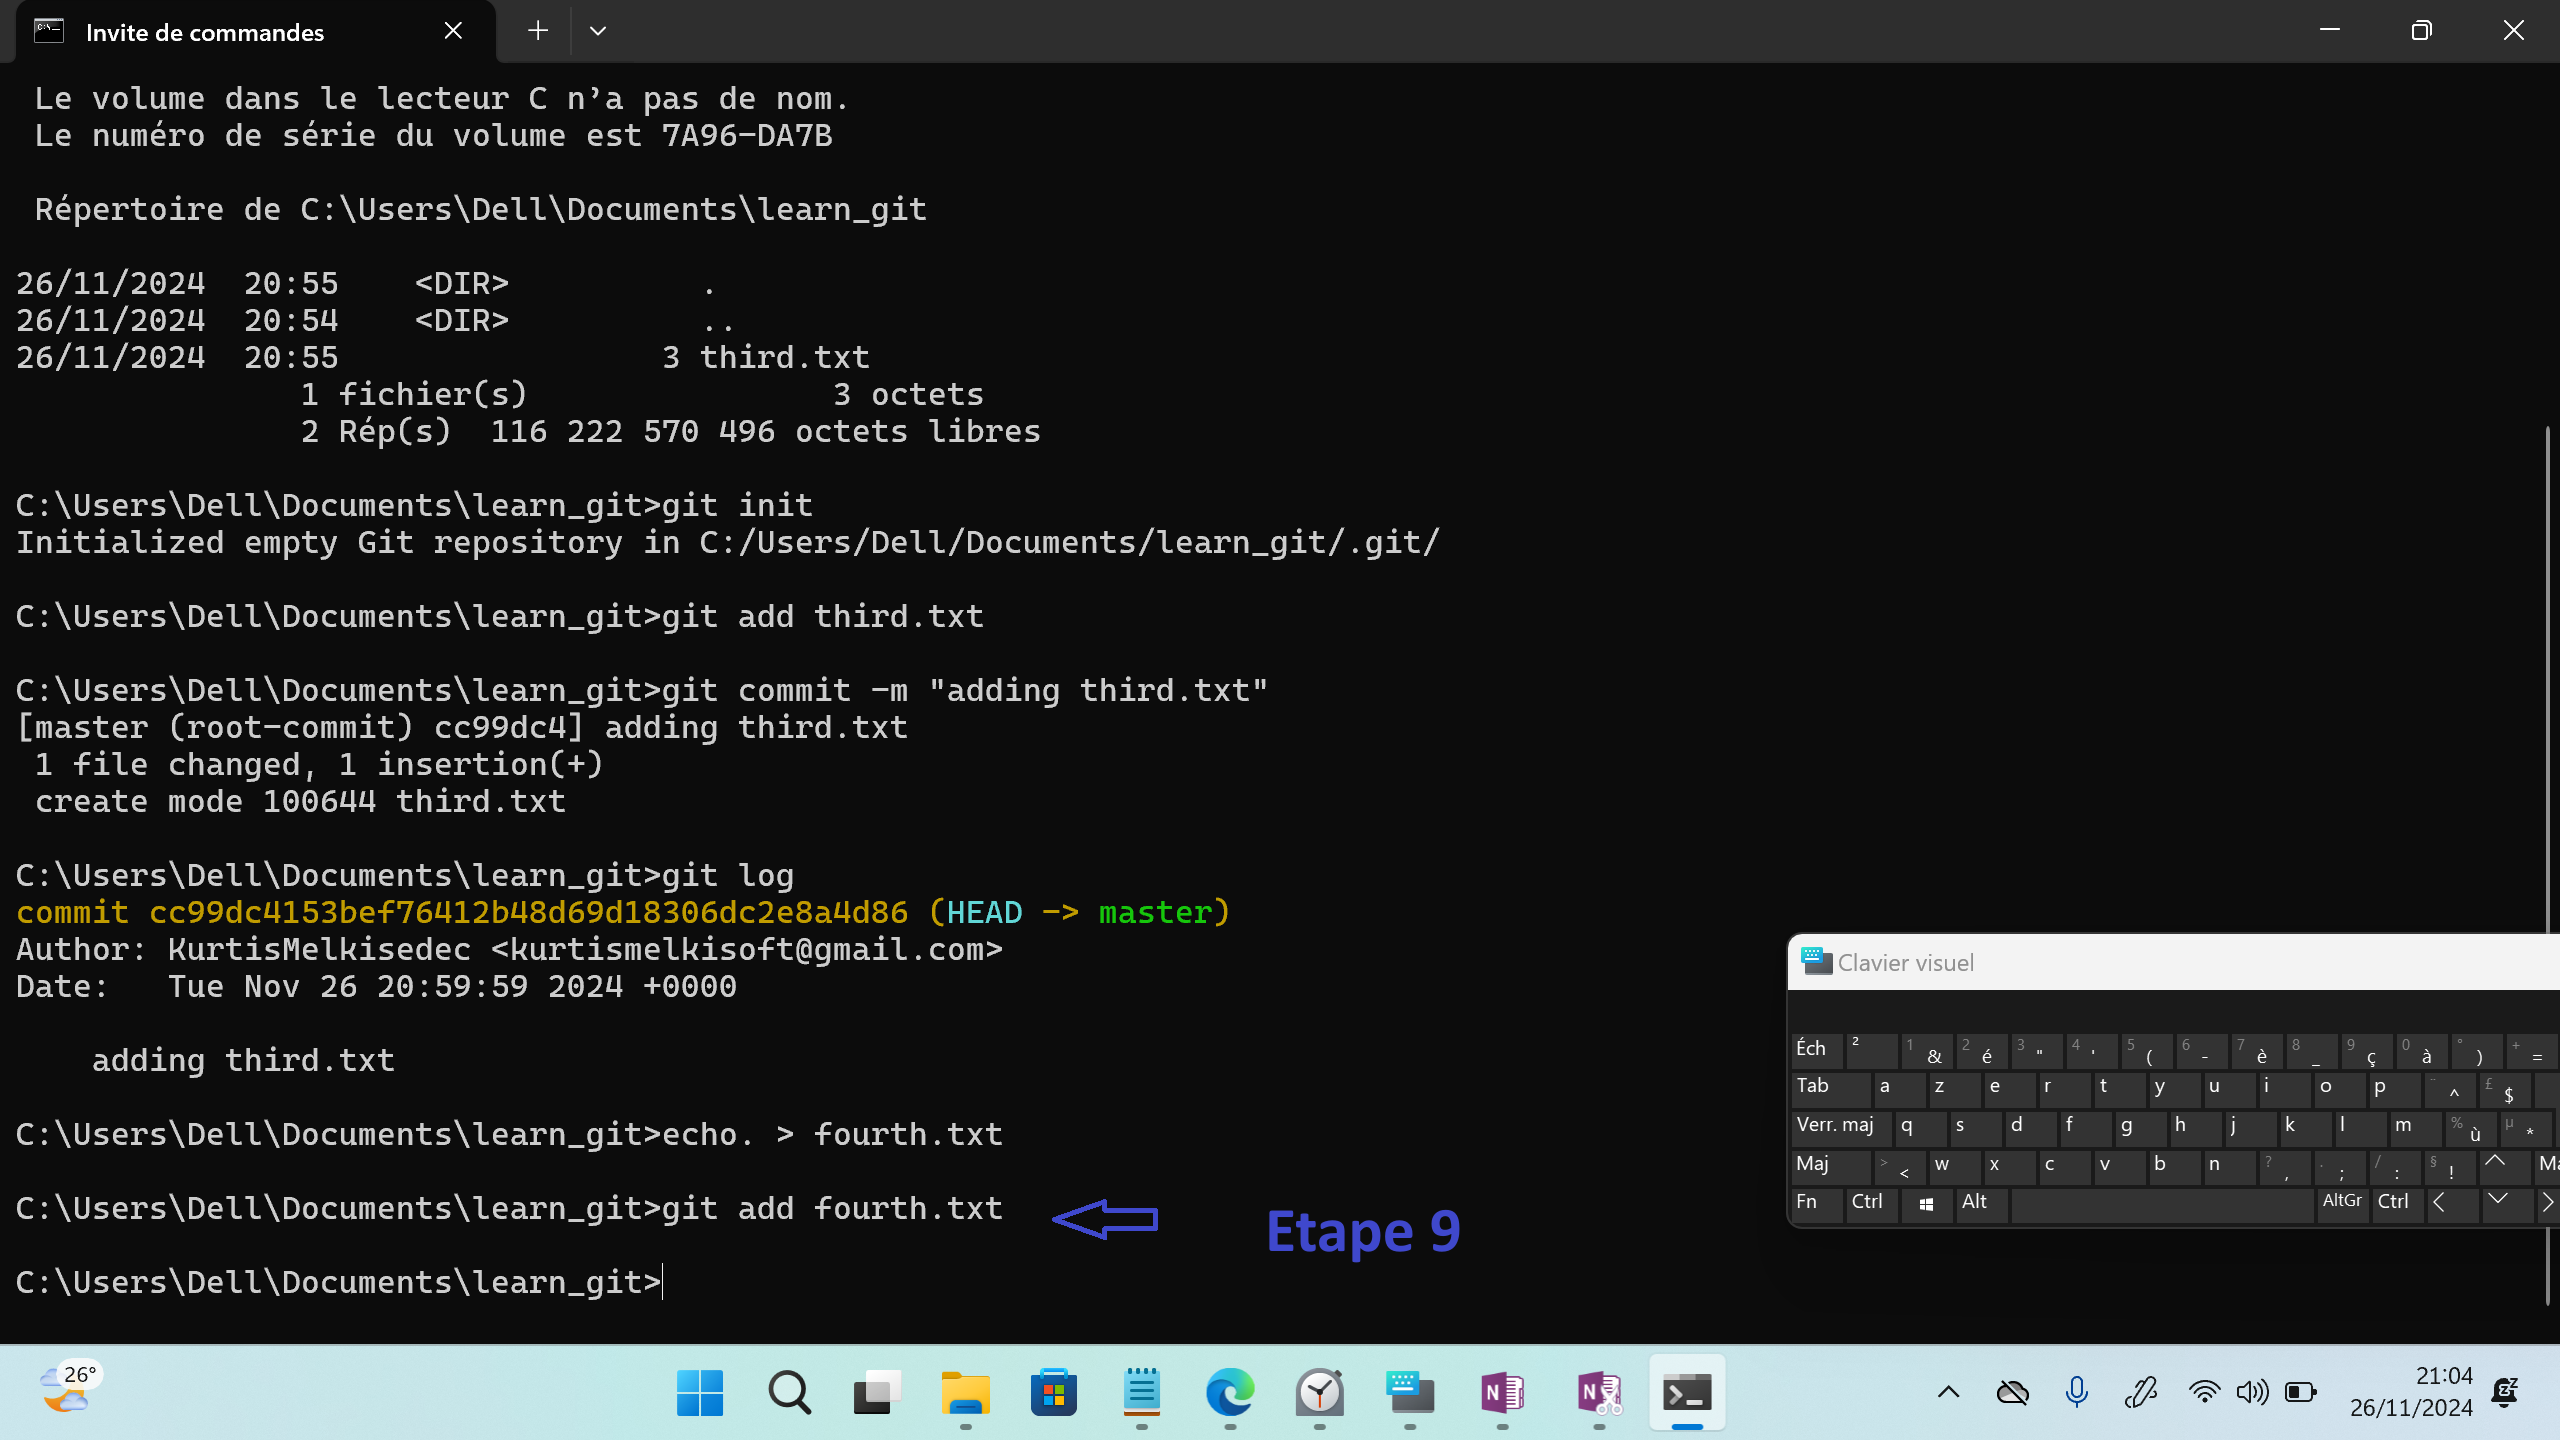 Invite de commandes
Le volume dans le lecteur C n’a pas de nom.
Le numéro de série du volume est 7A96-DA7B
Répertoire de C:\Users\Dell\Documents\learn_git
26/11/2024  20:55    <DIR>          .
26/11/2024  20:54    <DIR>          ..
26/11/2024  20:55                 3 third.txt
1 fichier(s)                3 octets
2 Rép(s)  116 222 570 496 octets libres
C:\Users\Dell\Documents\learn_git>git init
Initialized empty Git repository in C:/Users/Dell/Documents/learn_git/.git/
C:\Users\Dell\Documents\learn_git>git add third.txt
C:\Users\Dell\Documents\learn_git>git commit -m "adding third.txt"
[master (root-commit) cc99dc4] adding third.txt
1 file changed, 1 insertion(+)
create mode 100644 third.txt
C:\Users\Dell\Documents\learn_git>git log
commit cc99dc4153bef76412b48d69d18306dc2e8a4d86 (HEAD -> master)
Author: KurtisMelkisedec <kurtismelkisoft@gmail.com>
Date:   Tue Nov 26 20:59:59 2024 +0000
adding third.txt
C:\Users\Dell\Documents\learn_git>echo. > fourth.txt
C:\Users\Dell\Documents\learn_git>git add fourth.txt
Etape 9
C:\Users\Dell\Documents\learn_git>
Clavier visuel
Éch ² 1 & 2 é 3 " 4 ' 5 ( 6 - 7 è 8 _ 9 ç 0 à ° ) + =
Tab a z e r t y u i o p ¨ ^ £ $
Verr. maj q s d f g h j k l m % ù µ *
Maj > < w x c v b n ? , . ; / : § ! Ma
Fn Ctrl Alt AltGr Ctrl
26°
21:04
26/11/2024